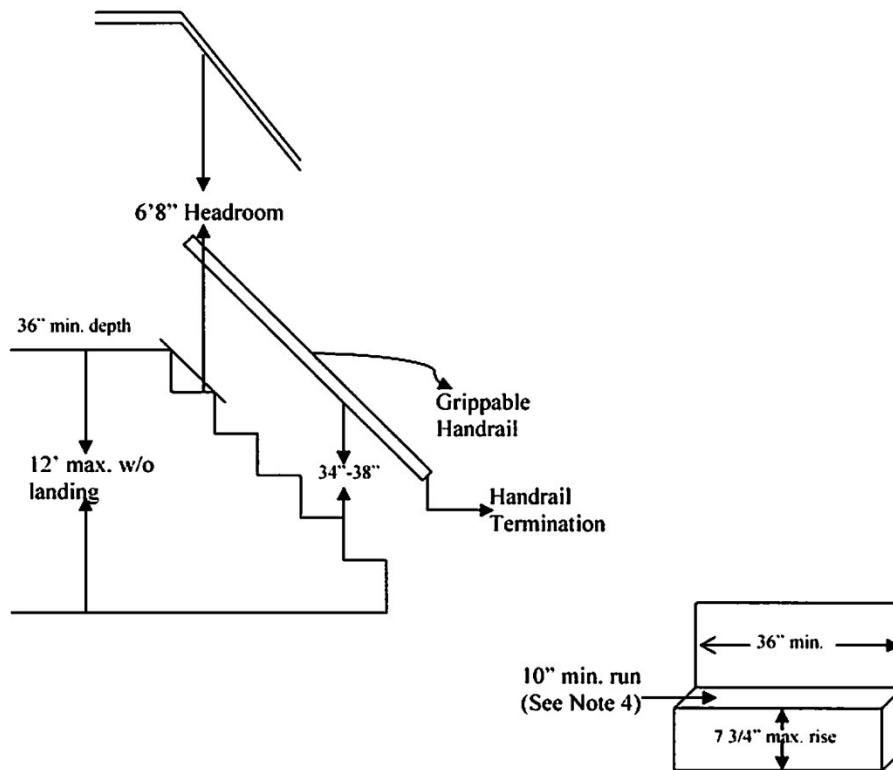 6’8” Headroom
36” min. depth
Grippable
Handrail
12’ max. w/o
landing
34”-38”
Handrail
Termination
36” min.
10” min. run
(See Note 4)
7 3/4” max. rise